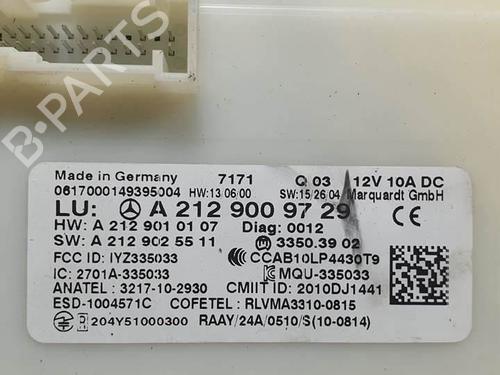 B-PARTS
Made in Germany 7171 Q 03 12V 10A DC
0617000149395004 HW:13/06/00 SW:15/26/04 Marquardt GmbH
LU: A 212 900 97 29
HW: A 212 901 01 07 Diag: 0012
SW: A 212 902 55 11 3350.3902
FCC ID: IYZ335033 CCAB10LP4430T9
IC: 2701A-335033 MQU-335033
ANATEL: 3217-10-2930 CMIIT ID: 2010DJ1441
ESD-1004571C COFETEL: RLVMA3310-0815
204Y51000300 RAAY/24A/0510/S(10-0814)